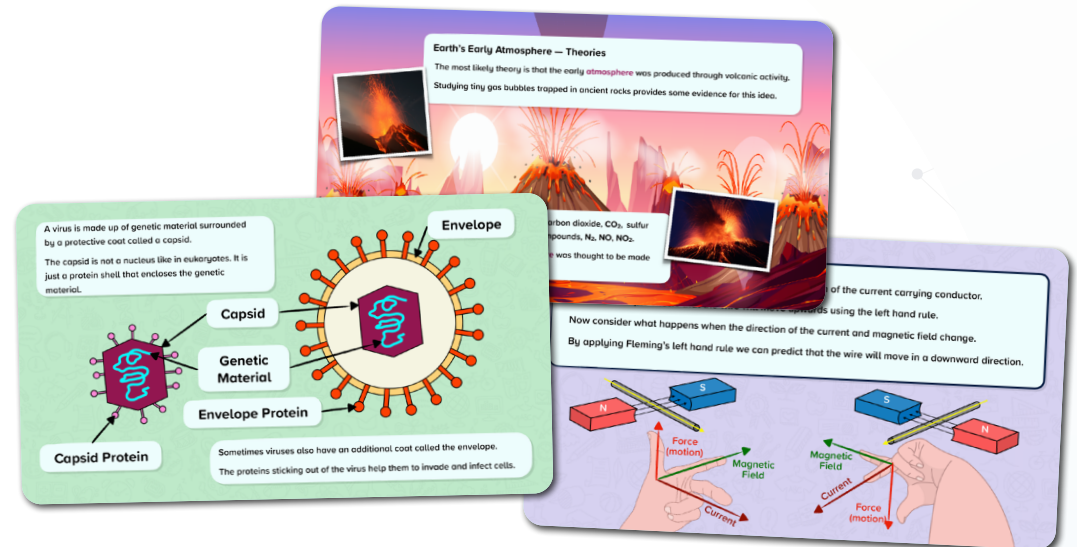 Earth's Early Atmosphere — Theories
The most likely theory is that the early atmosphere was produced through volcanic activity.
Studying tiny gas bubbles trapped in ancient rocks provides some evidence for this idea.
arbon dioxide, CO₂, sulfur
mpounds, N₂, NO, NO₂.
e was thought to be made
A virus is made up of genetic material surrounded
by a protective coat called a capsid.
The capsid is not a nucleus like in eukaryotes. It is
just a protein shell that encloses the genetic
material.
Envelope
Capsid
Genetic
Material
Envelope Protein
Capsid Protein
Sometimes viruses also have an additional coat called the envelope.
The proteins sticking out of the virus help them to invade and infect cells.
of the current carrying conductor.
upwards using the left hand rule.
Now consider what happens when the direction of the current and magnetic field change.
By applying Fleming's left hand rule we can predict that the wire will move in a downward direction.
N
S
Force
(motion)
Magnetic
Field
Current
S
N
Magnetic
Field
Current
Force
(motion)